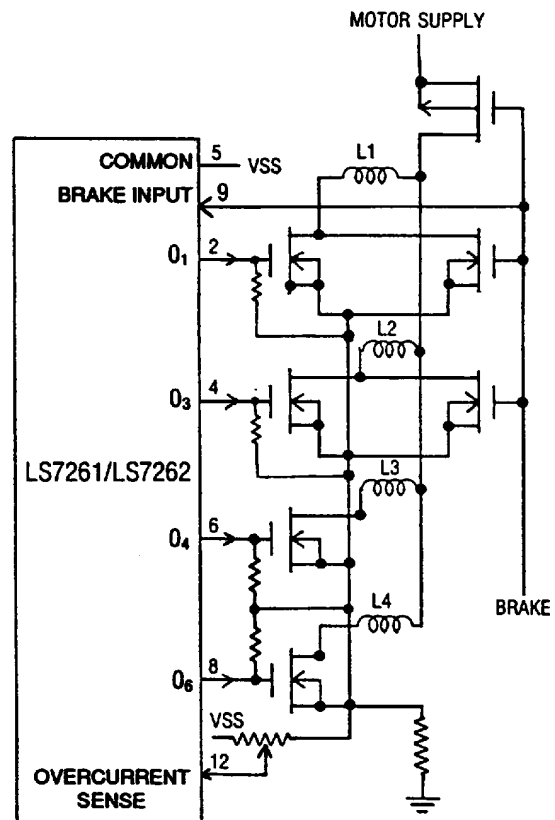 MOTOR SUPPLY
COMMON 5 VSS
L1
BRAKE INPUT 9
O1 2
L2
O3 4
LS7261/LS7262
L3
O4 6
L4
BRAKE
O6 8
VSS
12
OVERCURRENT
SENSE